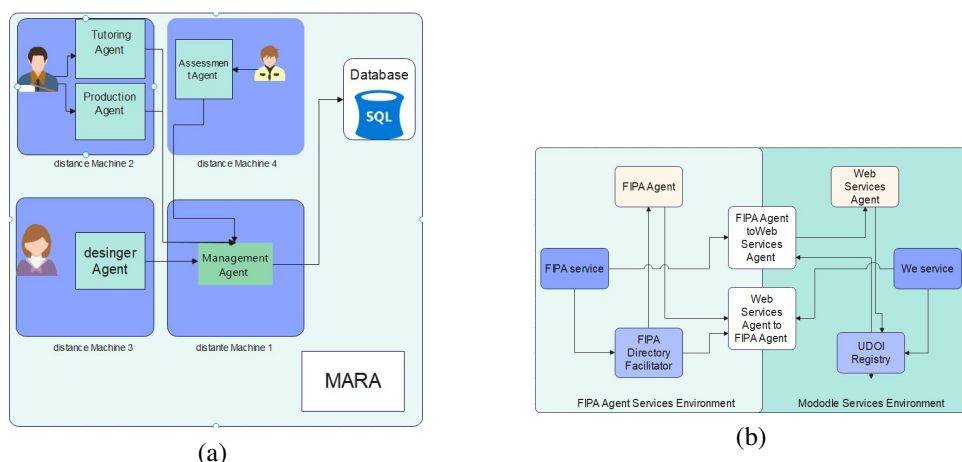 Tutoring
Agent
Production
Agent
distance Machine 2
Assessmen
tAgent
distance Machine 4
Database
SQL
desinger
Agent
distance Machine 3
Management
Agent
distante Machine 1
MARA
(a)
FIPA Agent
Web
Services
Agent
FIPA Agent
toWeb
Services
Agent
FIPA service
We service
Web
Services
Agent to
FIPA Agent
FIPA
Directory
Facilitator
UDOI
Registry
FIPA Agent Services Environment
Mododle Services Environment
(b)